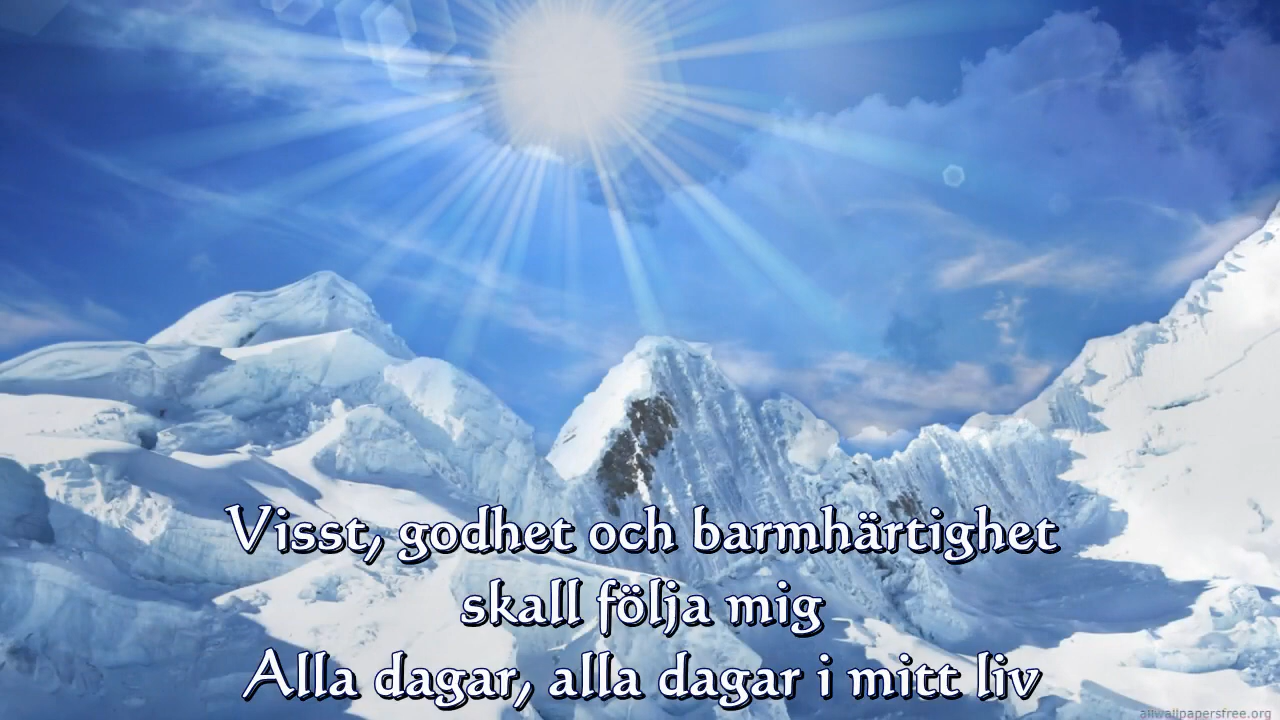 Visst, godhet och barmhärtighet
skall följa mig
Alla dagar, alla dagar i mitt liv
allwallpapersfree.org